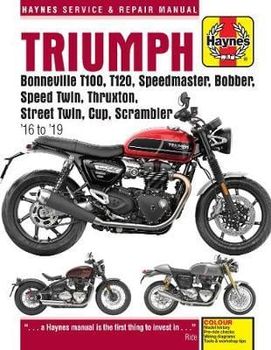 HAYNES SERVICE & REPAIR MANUAL
TRIUMPH
Haynes
Bonneville T100, T120, Speedmaster, Bobber,
Speed Twin, Thruxton,
Street Twin, Cup, Scrambler
'16 to '19
TRIUMPH
COLOUR
Model history
Pre-ride checks
Wiring diagrams
Tools & workshop tips
"... a Haynes manual is the first thing to invest in ..."
Ride